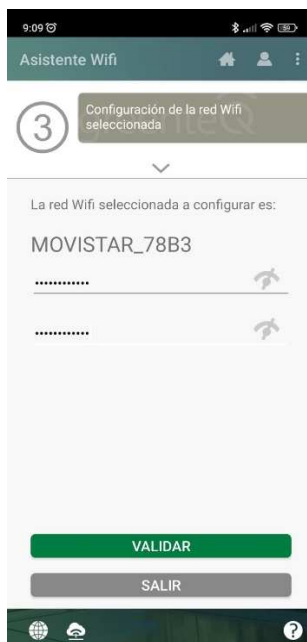 9:09
59
Asistente Wifi
3
Configuración de la red Wifi
seleccionada
La red Wifi seleccionada a configurar es:
MOVISTAR_78B3
............
............
VALIDAR
SALIR
?